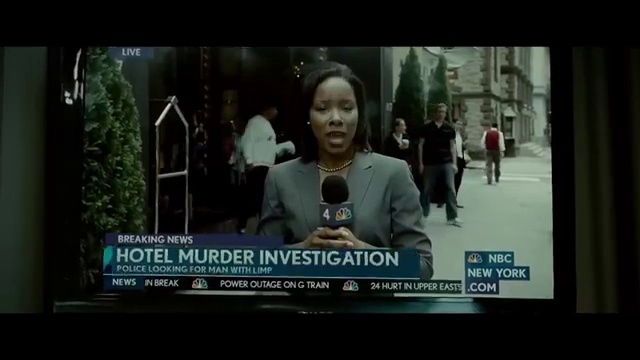 LIVE
4
BREAKING NEWS
HOTEL MURDER INVESTIGATION
POLICE LOOKING FOR MAN WITH LIMP
NBC
NEW YORK
.COM
NEWS IN BREAK POWER OUTAGE ON G TRAIN 24 HURT IN UPPER EASTS